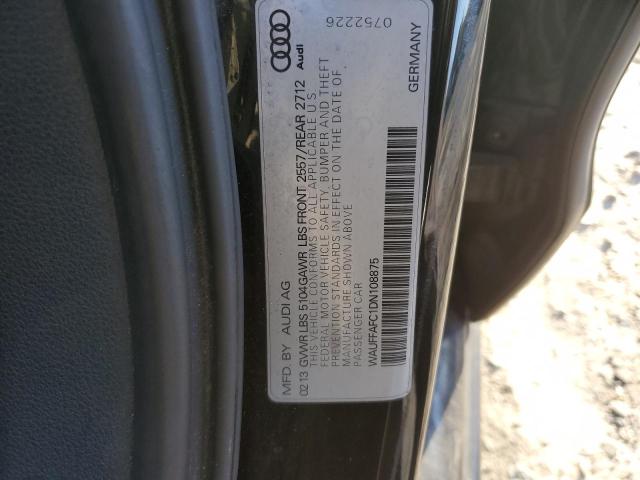 MFD. BY AUDI AG Audi 0752226
02 13 GVWR LBS 5104 GAWR LBS FRONT 2557/REAR 2712
THIS VEHICLE CONFORMS TO ALL APPLICABLE U.S.
FEDERAL MOTOR VEHICLE SAFETY, BUMPER AND THEFT
PREVENTION STANDARDS IN EFFECT ON THE DATE OF
MANUFACTURE SHOWN ABOVE
PASSENGER CAR
WAUFFAFC1DN108875
GERMANY